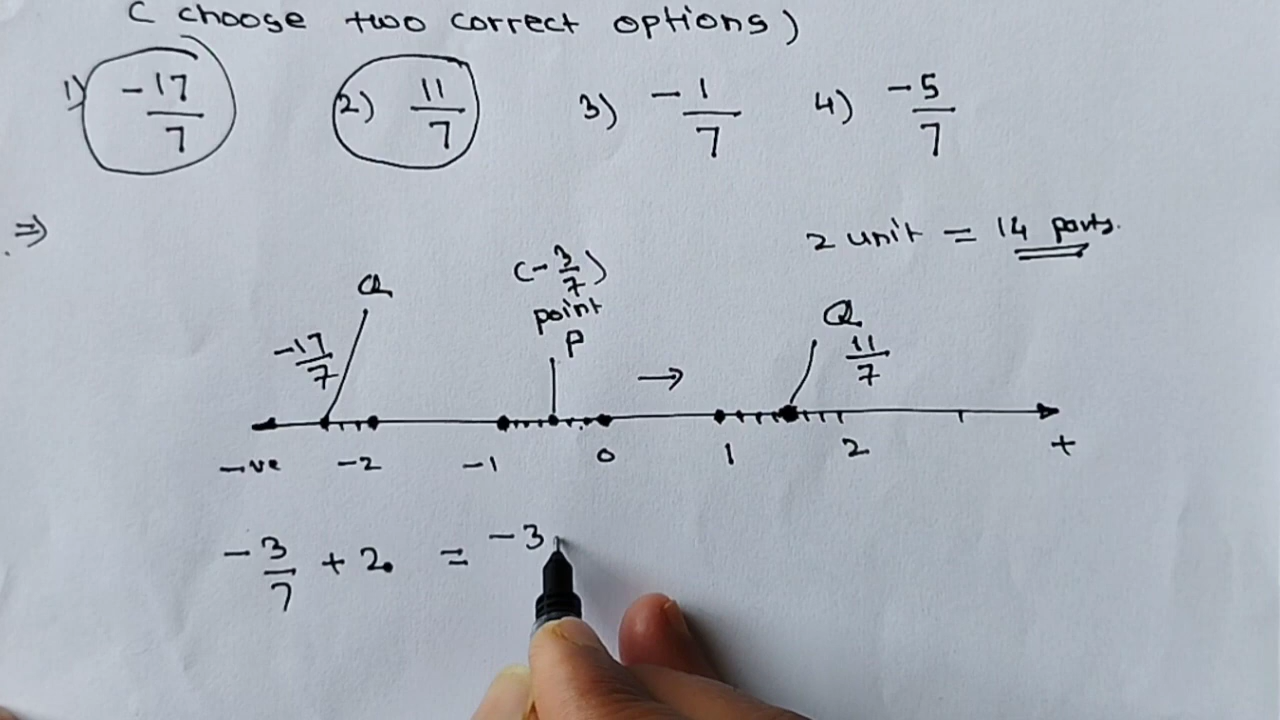 ( choose two correct options)
1) -17/7 2) 11/7 3) -1/7 4) -5/7
⇒
2 unit = 14 parts.
(-3/7)
point
P
Q
-17/7
→
Q
11/7
-ve -2 -1 0 1 2 +
-3/7 + 2. = -3